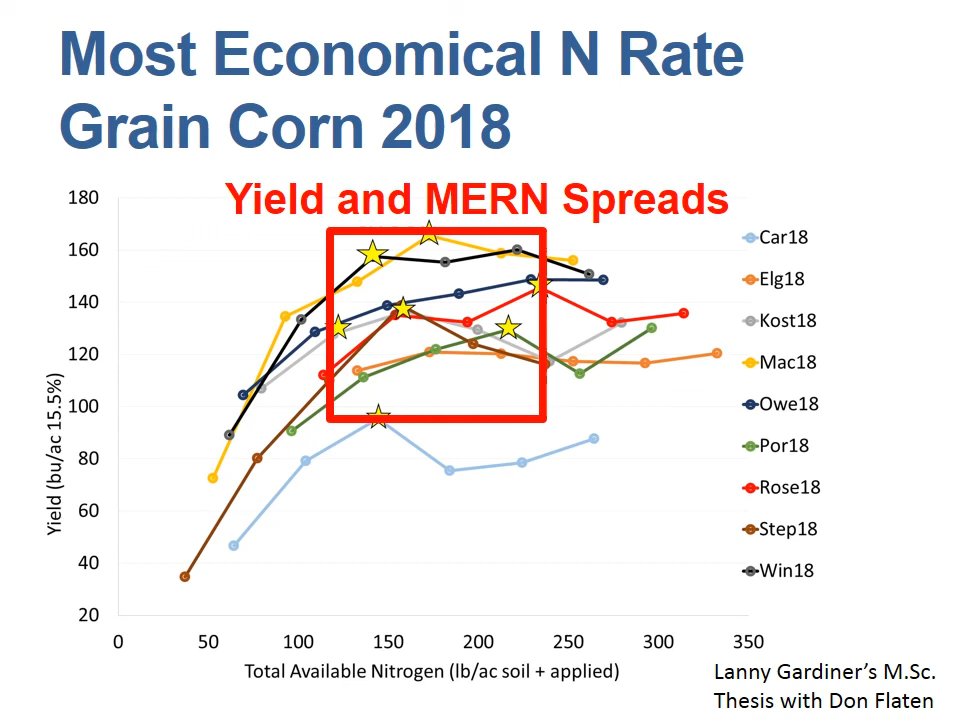 Most Economical N Rate
Grain Corn 2018
Yield and MERN Spreads
180
160
140
120
100
80
60
40
20
Yield (bu/ac 15.5%)
0 50 100 150 200 250 300 350
Total Available Nitrogen (lb/ac soil + applied)
Car18
Elg18
Kost18
Mac18
Owe18
Por18
Rose18
Step18
Win18
Lanny Gardiner’s M.Sc.
Thesis with Don Flaten